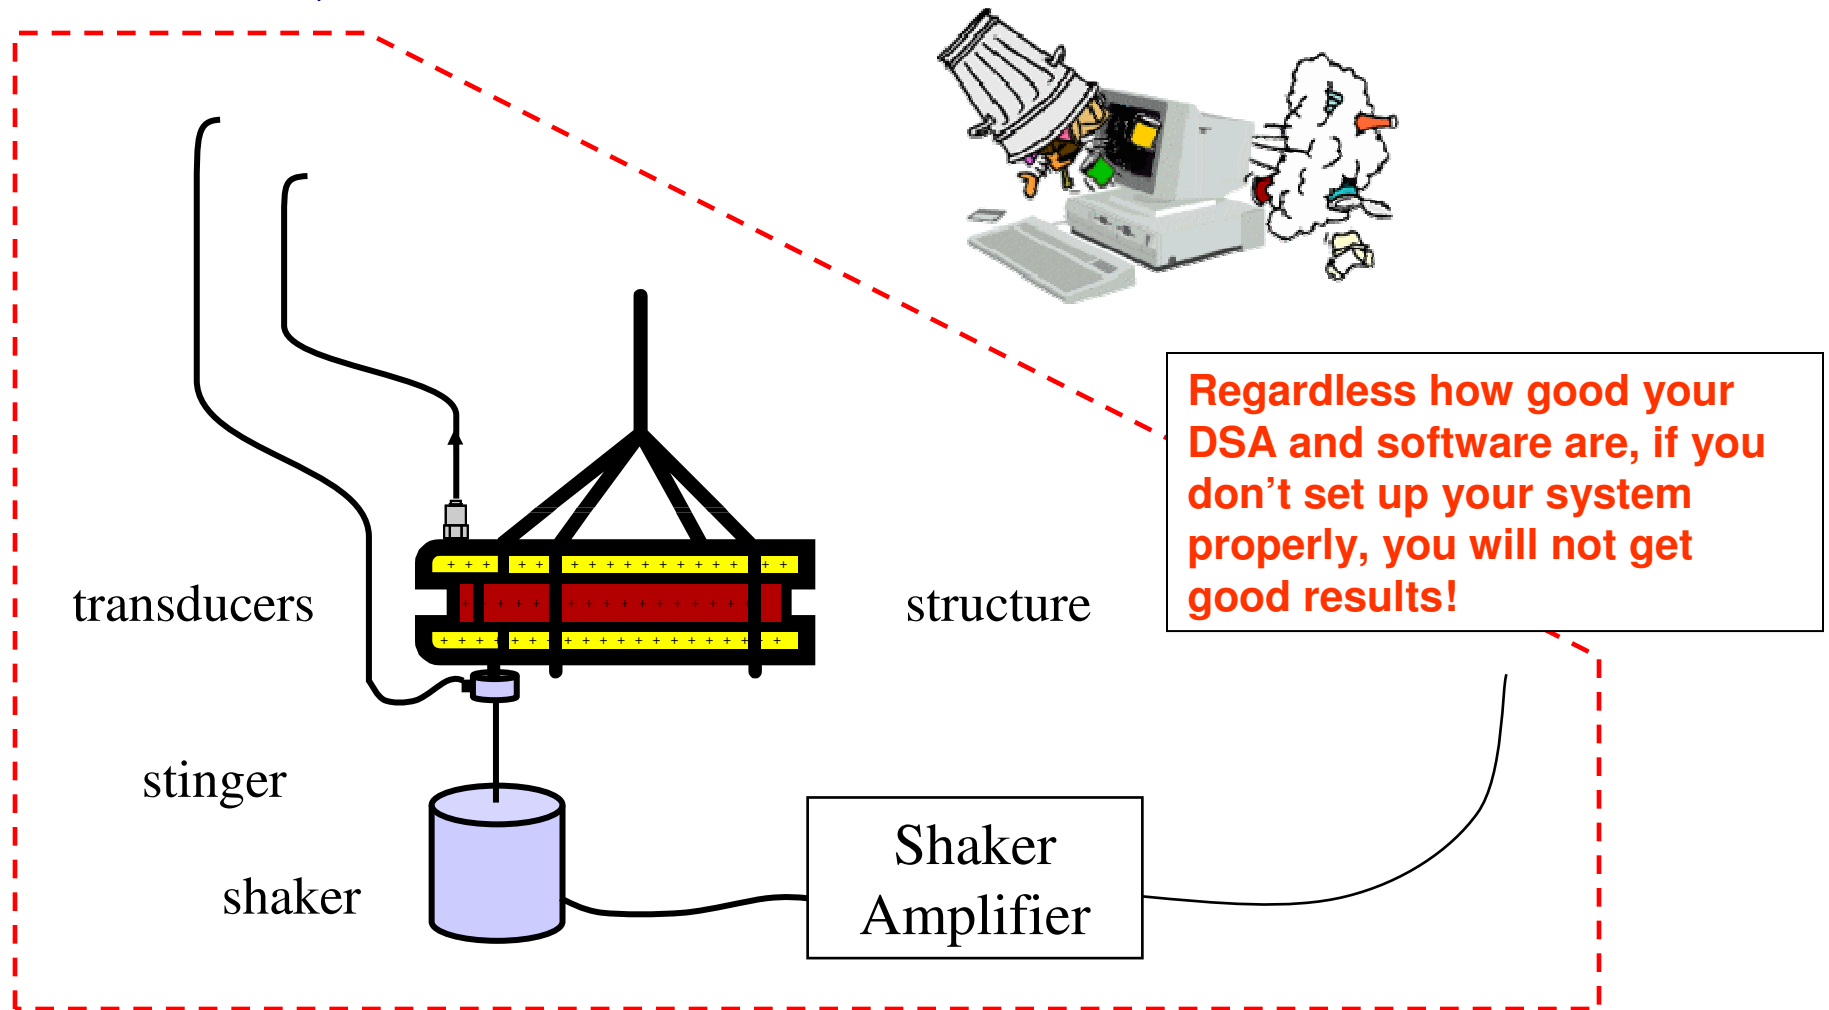 Regardless how good your
DSA and software are, if you
don’t set up your system
properly, you will not get
good results!
transducers
structure
stinger
shaker
Shaker
Amplifier